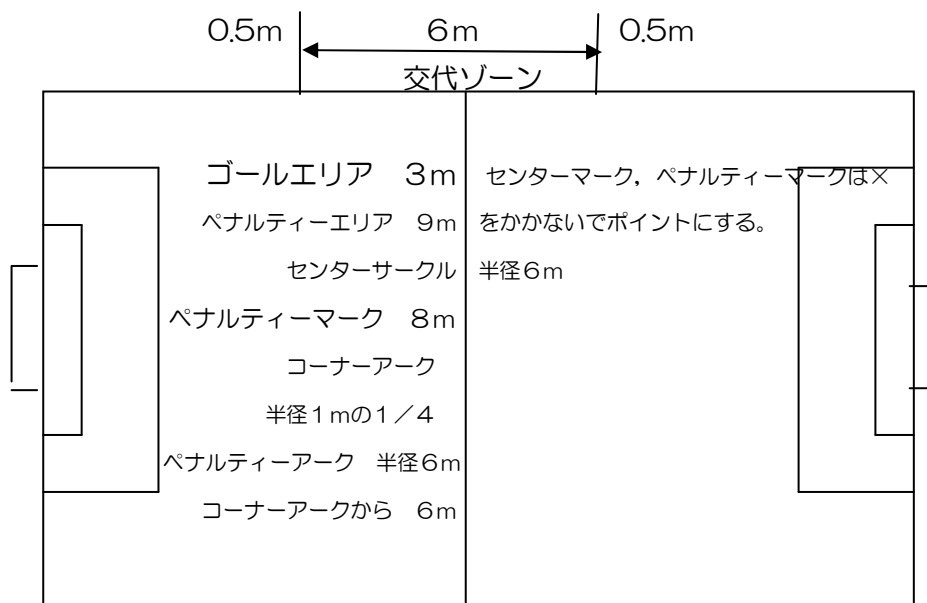 0.5m 6m 0.5m
交代ゾーン
ゴールエリア 3m
ペナルティーエリア 9m
センターサークル 半径6m
ペナルティーマーク 8m
コーナーアーク
半径1mの1/4
ペナルティーアーク 半径6m
コーナーアークから 6m
センターマーク,ペナルティーマークは×
をかかないでポイントにする。